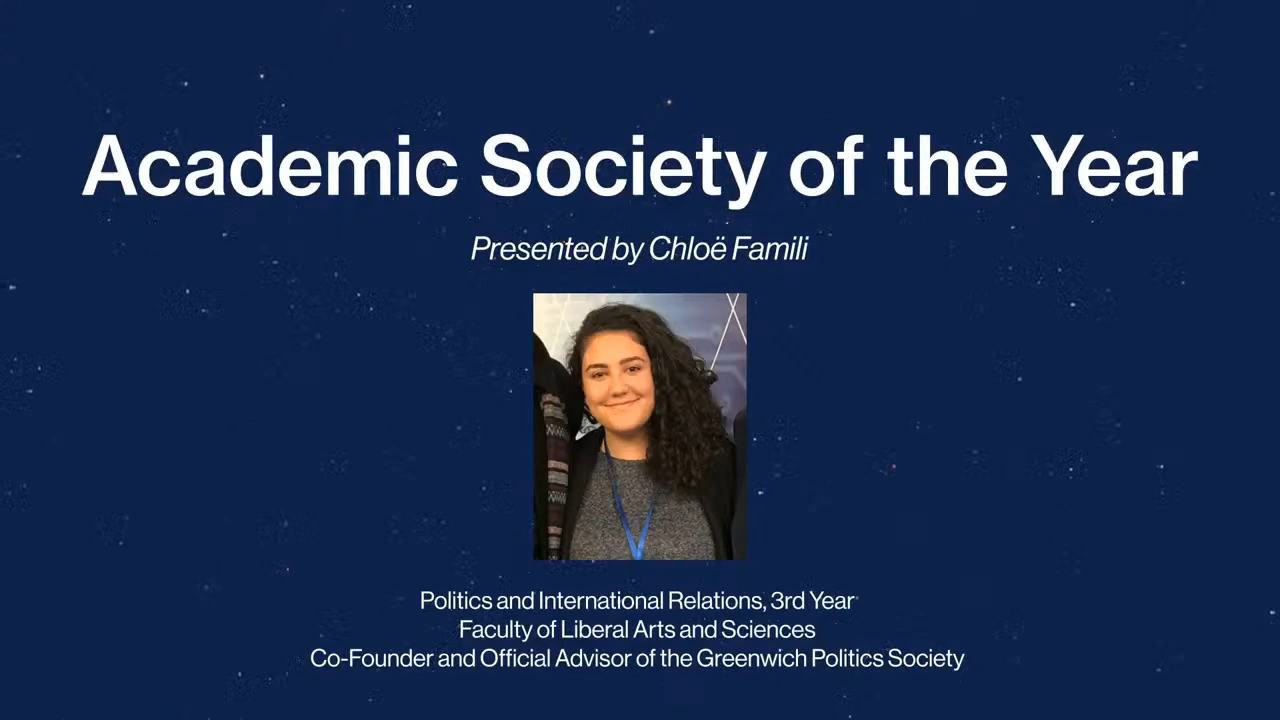 Academic Society of the Year
Presented by Chloë Famili
Politics and International Relations, 3rd Year
Faculty of Liberal Arts and Sciences
Co-Founder and Official Advisor of the Greenwich Politics Society